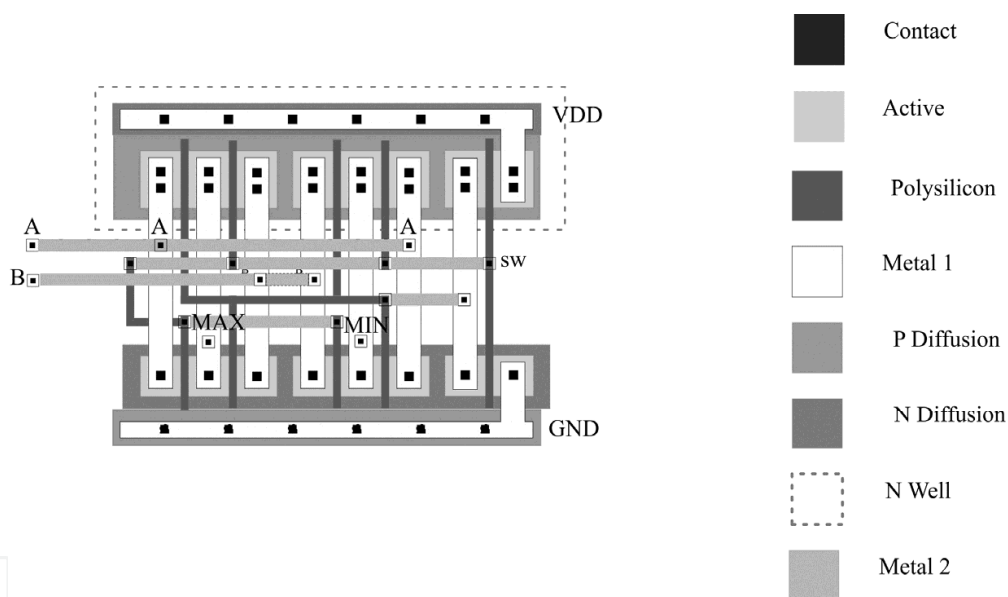 Contact
Active
VDD
Polysilicon
A A A
sw
Metal 1
B
MAX MIN
P Diffusion
N Diffusion
GND
N Well
Metal 2